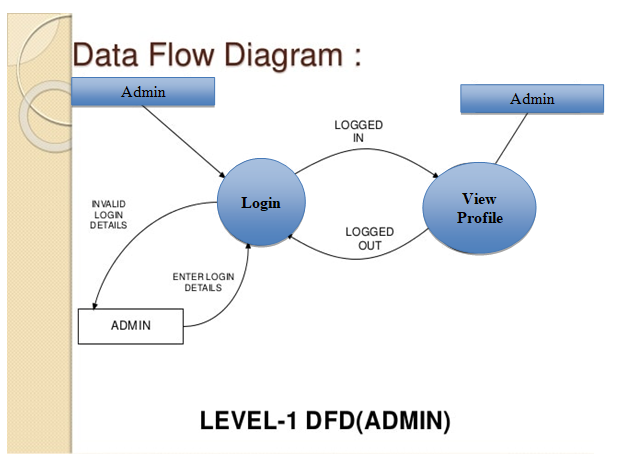 Data Flow Diagram :
Admin
Admin
LOGGED
IN
Login
View
Profile
INVALID
LOGIN
DETAILS
LOGGED
OUT
ENTER LOGIN
DETAILS
ADMIN
LEVEL-1 DFD(ADMIN)